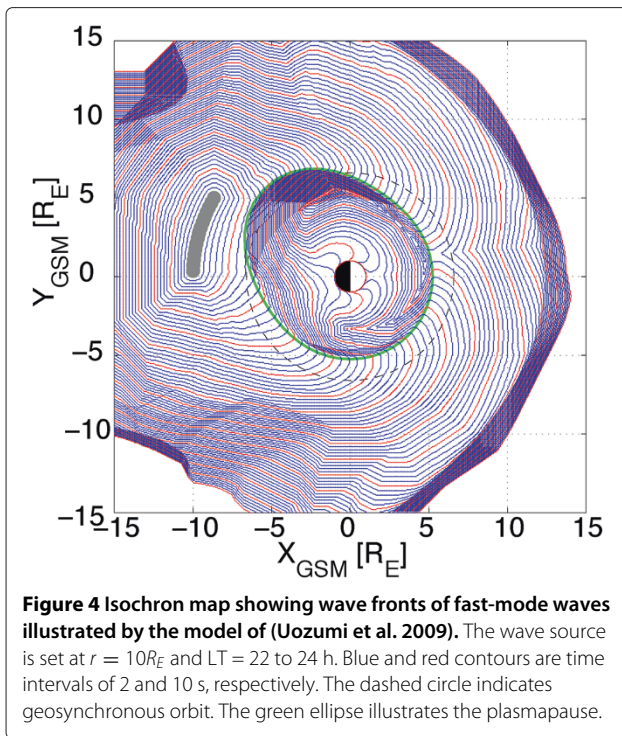 15
10
5
0
−5
−10
−15
Y_GSM [R_E]
−15 −10 −5 0 5 10 15
X_GSM [R_E]
Figure 4 Isochron map showing wave fronts of fast-mode waves
illustrated by the model of (Uozumi et al. 2009). The wave source
is set at r = 10R_E and LT = 22 to 24 h. Blue and red contours are time
intervals of 2 and 10 s, respectively. The dashed circle indicates
geosynchronous orbit. The green ellipse illustrates the plasmapause.